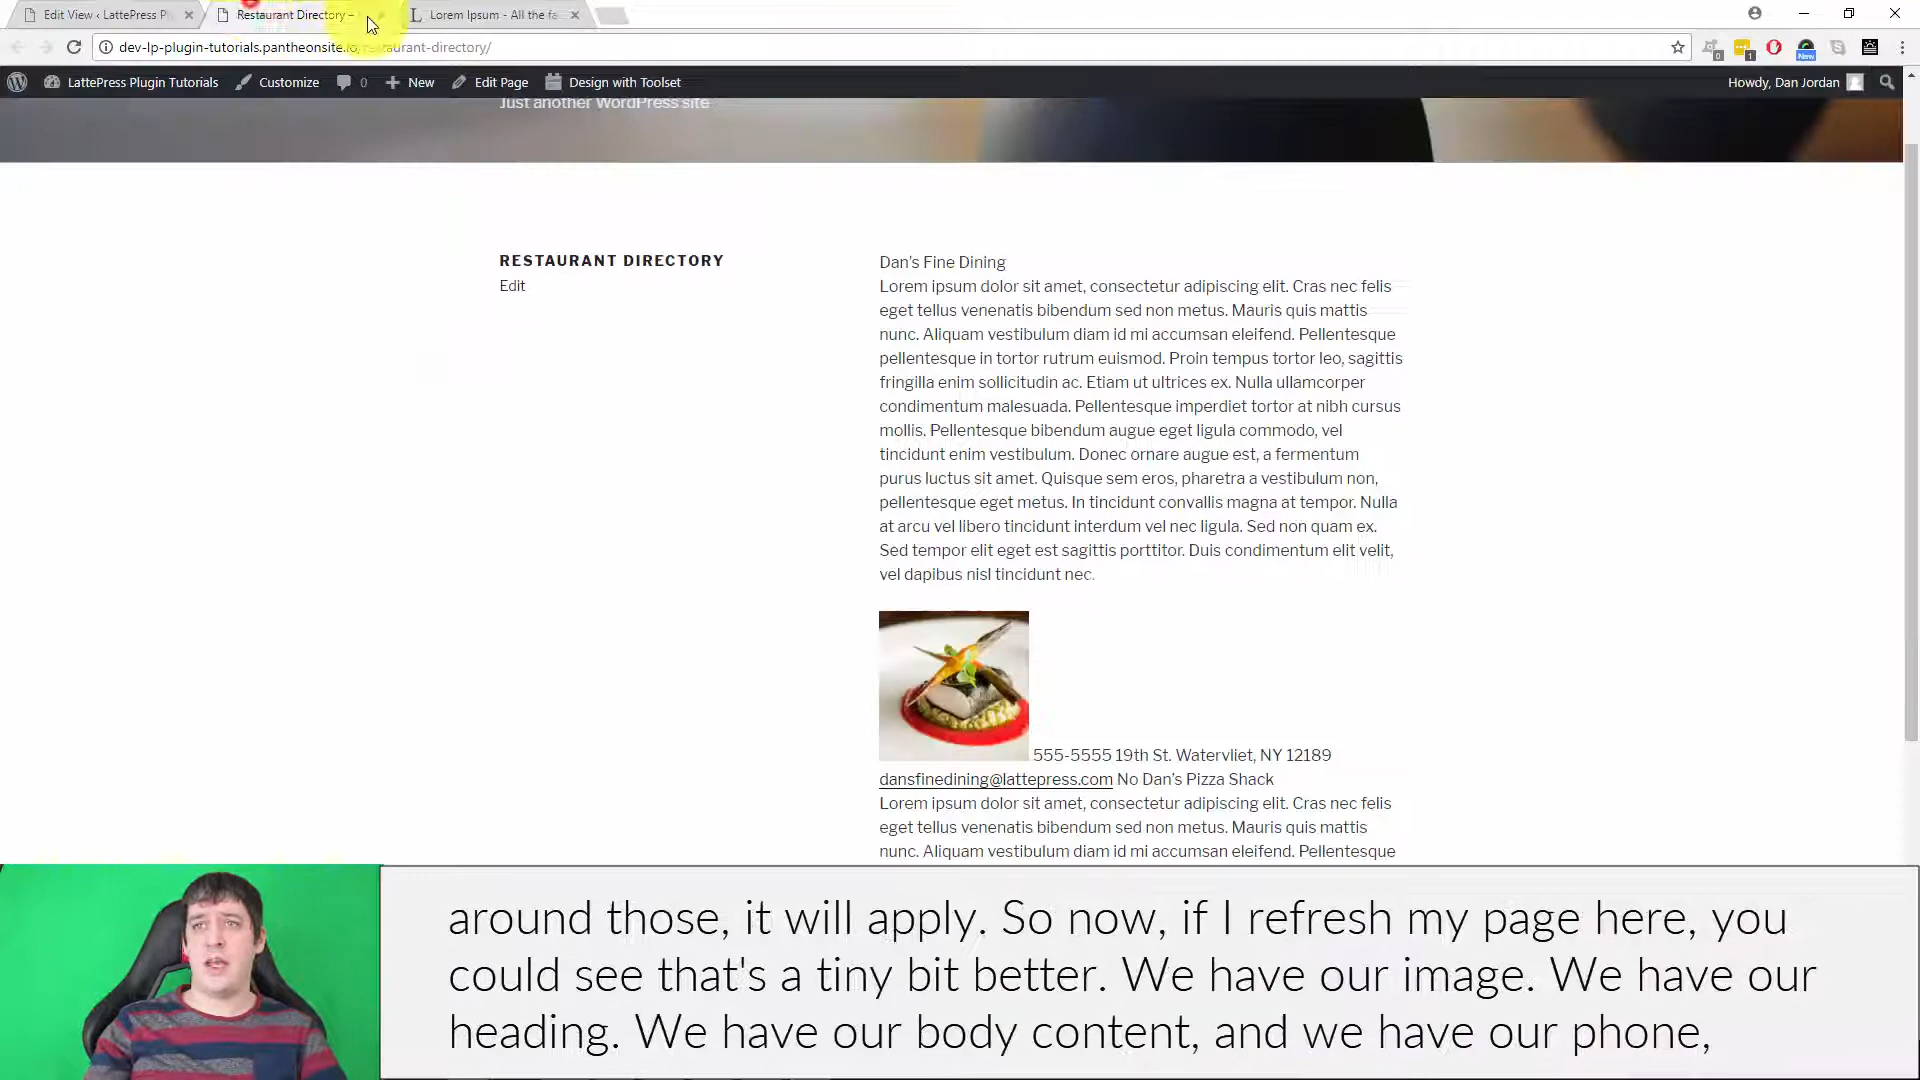 Edit View ‹ LattePress P
Restaurant Directory –
Lorem Ipsum - All the fa
dev-lp-plugin-tutorials.pantheonsite.io/restaurant-directory/
LattePress Plugin Tutorials
Customize
0
New
Edit Page
Design with Toolset
Howdy, Dan Jordan
Just another WordPress site
RESTAURANT DIRECTORY
Edit
Dan's Fine Dining
Lorem ipsum dolor sit amet, consectetur adipiscing elit. Cras nec felis
eget tellus venenatis bibendum sed non metus. Mauris quis mattis
nunc. Aliquam vestibulum diam id mi accumsan eleifend. Pellentesque
pellentesque in tortor rutrum euismod. Proin tempus tortor leo, sagittis
fringilla enim sollicitudin ac. Etiam ut ultrices ex. Nulla ullamcorper
condimentum malesuada. Pellentesque imperdiet tortor at nibh cursus
mollis. Pellentesque bibendum augue eget ligula commodo, vel
tincidunt enim vestibulum. Donec ornare augue est, a fermentum
purus luctus sit amet. Quisque sem eros, pharetra a vestibulum non,
pellentesque eget metus. In tincidunt convallis magna at tempor. Nulla
at arcu vel libero tincidunt interdum vel nec ligula. Sed non quam ex.
Sed tempor elit eget est sagittis porttitor. Duis condimentum elit velit,
vel dapibus nisl tincidunt nec.
555-5555 19th St. Watervliet, NY 12189
dansfinedining@lattepress.com No Dan's Pizza Shack
Lorem ipsum dolor sit amet, consectetur adipiscing elit. Cras nec felis
eget tellus venenatis bibendum sed non metus. Mauris quis mattis
nunc. Aliquam vestibulum diam id mi accumsan eleifend. Pellentesque
around those, it will apply. So now, if I refresh my page here, you
could see that's a tiny bit better. We have our image. We have our
heading. We have our body content, and we have our phone,